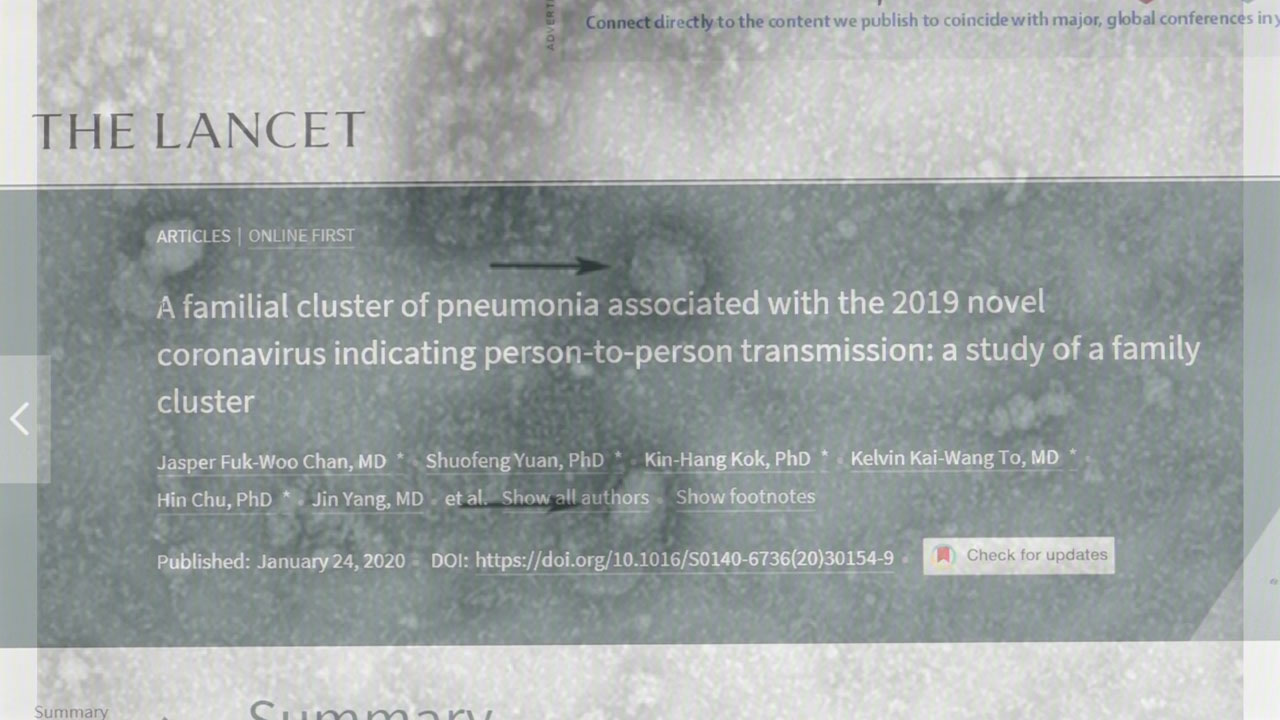 ADVERTI
Connect directly to the content we publish to coincide with major, global conferences in y
THE LANCET
ARTICLES | ONLINE FIRST
A familial cluster of pneumonia associated with the 2019 novel
coronavirus indicating person-to-person transmission: a study of a family
cluster
Jasper Fuk-Woo Chan, MD * • Shuofeng Yuan, PhD * • Kin-Hang Kok, PhD * • Kelvin Kai-Wang To, MD * •
Hin Chu, PhD * • Jin Yang, MD • et al. Show all authors • Show footnotes
Published: January 24, 2020 • DOI: https://doi.org/10.1016/S0140-6736(20)30154-9 • Check for updates
Summary
Summary